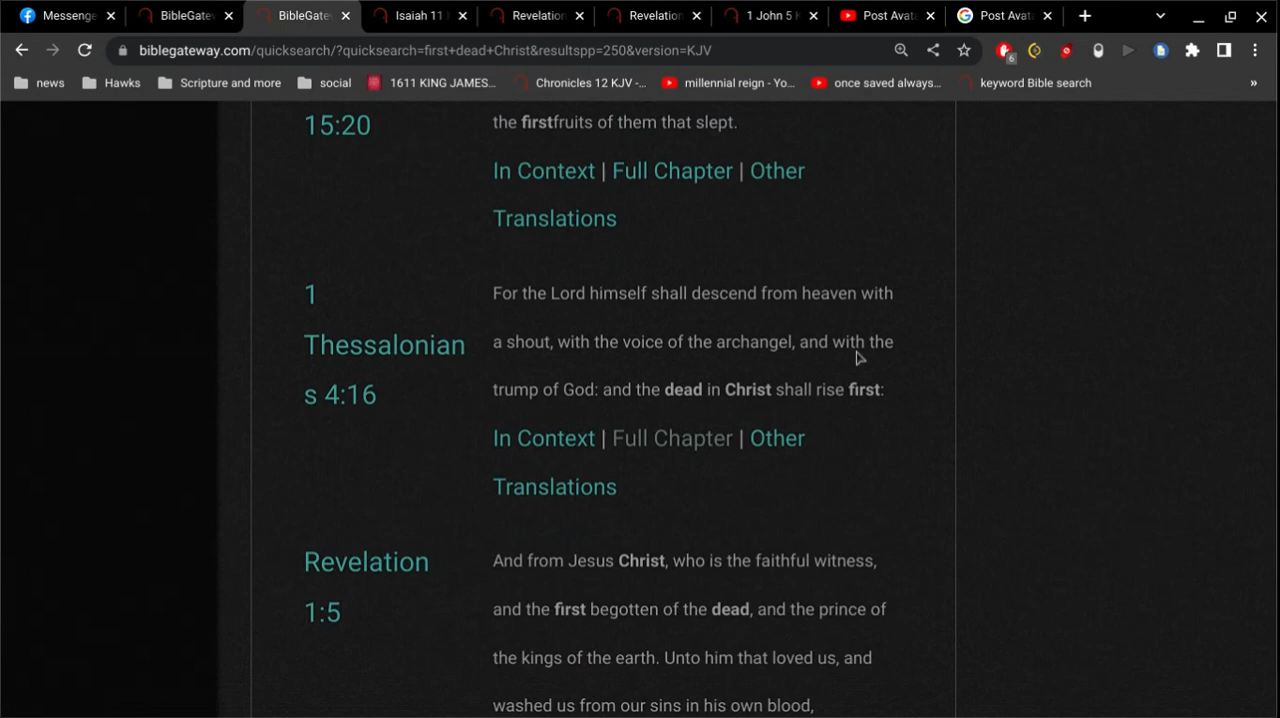 Messenge
BibleGatev
BibleGatev
Isaiah 11
Revelation
Revelation
1 John 5
Post Avata
Post Avata
biblegateway.com/quicksearch/?quicksearch=first+dead+Christ&resultspp=250&version=KJV
6
news
Hawks
Scripture and more
social
1611 KING JAMES...
Chronicles 12 KJV -...
millennial reign - Yo...
once saved always...
keyword Bible search
»
15:20
the firstfruits of them that slept.
In Context | Full Chapter | Other
Translations
1
Thessalonian
s 4:16
For the Lord himself shall descend from heaven with
a shout, with the voice of the archangel, and with the
trump of God: and the dead in Christ shall rise first:
In Context | Full Chapter | Other
Translations
Revelation
1:5
And from Jesus Christ, who is the faithful witness,
and the first begotten of the dead, and the prince of
the kings of the earth. Unto him that loved us, and
washed us from our sins in his own blood,